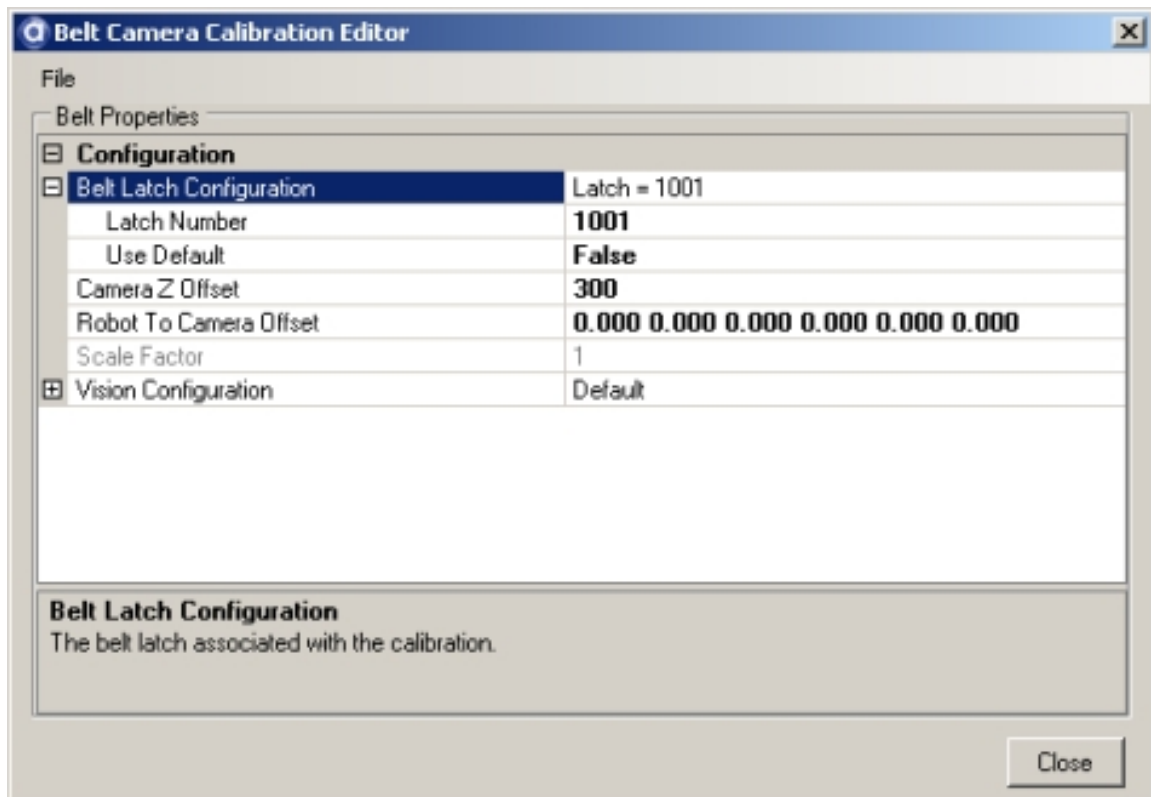 Belt Camera Calibration Editor
File
Belt Properties
Configuration
Belt Latch Configuration Latch = 1001
Latch Number 1001
Use Default False
Camera Z Offset 300
Robot To Camera Offset 0.000 0.000 0.000 0.000 0.000 0.000
Scale Factor 1
Vision Configuration Default
Belt Latch Configuration
The belt latch associated with the calibration.
Close